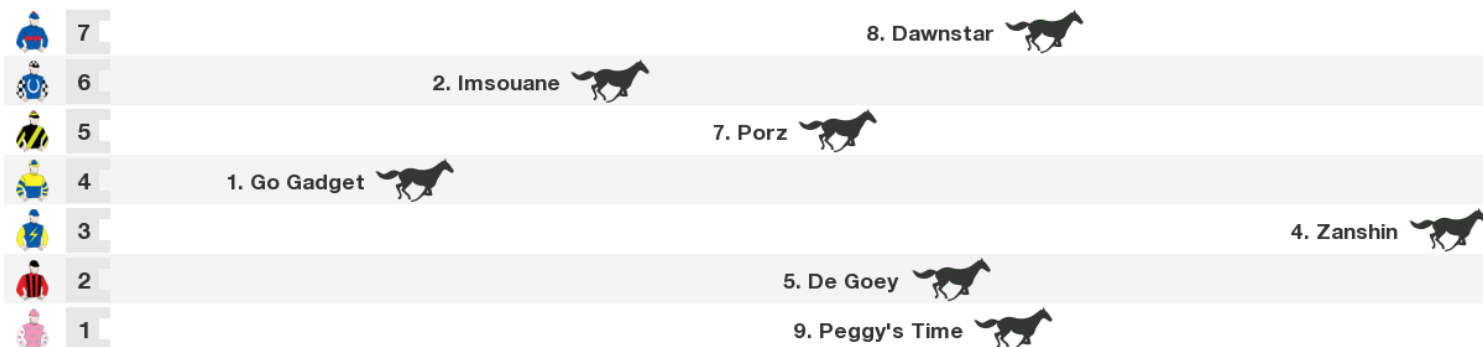 7 8. Dawnstar
6 2. Imsouane
5 7. Porz
4 1. Go Gadget
3 4. Zanshin
2 5. De Goey
1 9. Peggy's Time